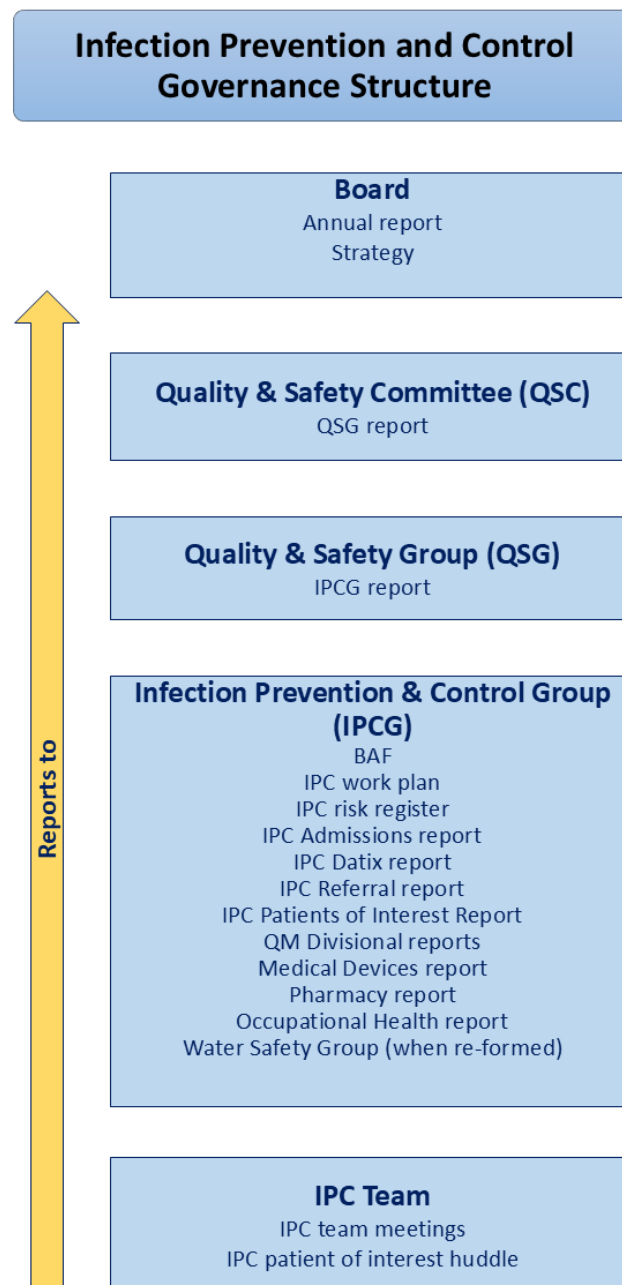 Infection Prevention and Control
Governance Structure
Board
Annual report
Strategy
Quality & Safety Committee (QSC)
QSG report
Quality & Safety Group (QSG)
IPCG report
Infection Prevention & Control Group
(IPCG)
BAF
IPC work plan
IPC risk register
IPC Admissions report
IPC Datix report
IPC Referral report
IPC Patients of Interest Report
QM Divisional reports
Medical Devices report
Pharmacy report
Occupational Health report
Water Safety Group (when re-formed)
Reports to
IPC Team
IPC team meetings
IPC patient of interest huddle